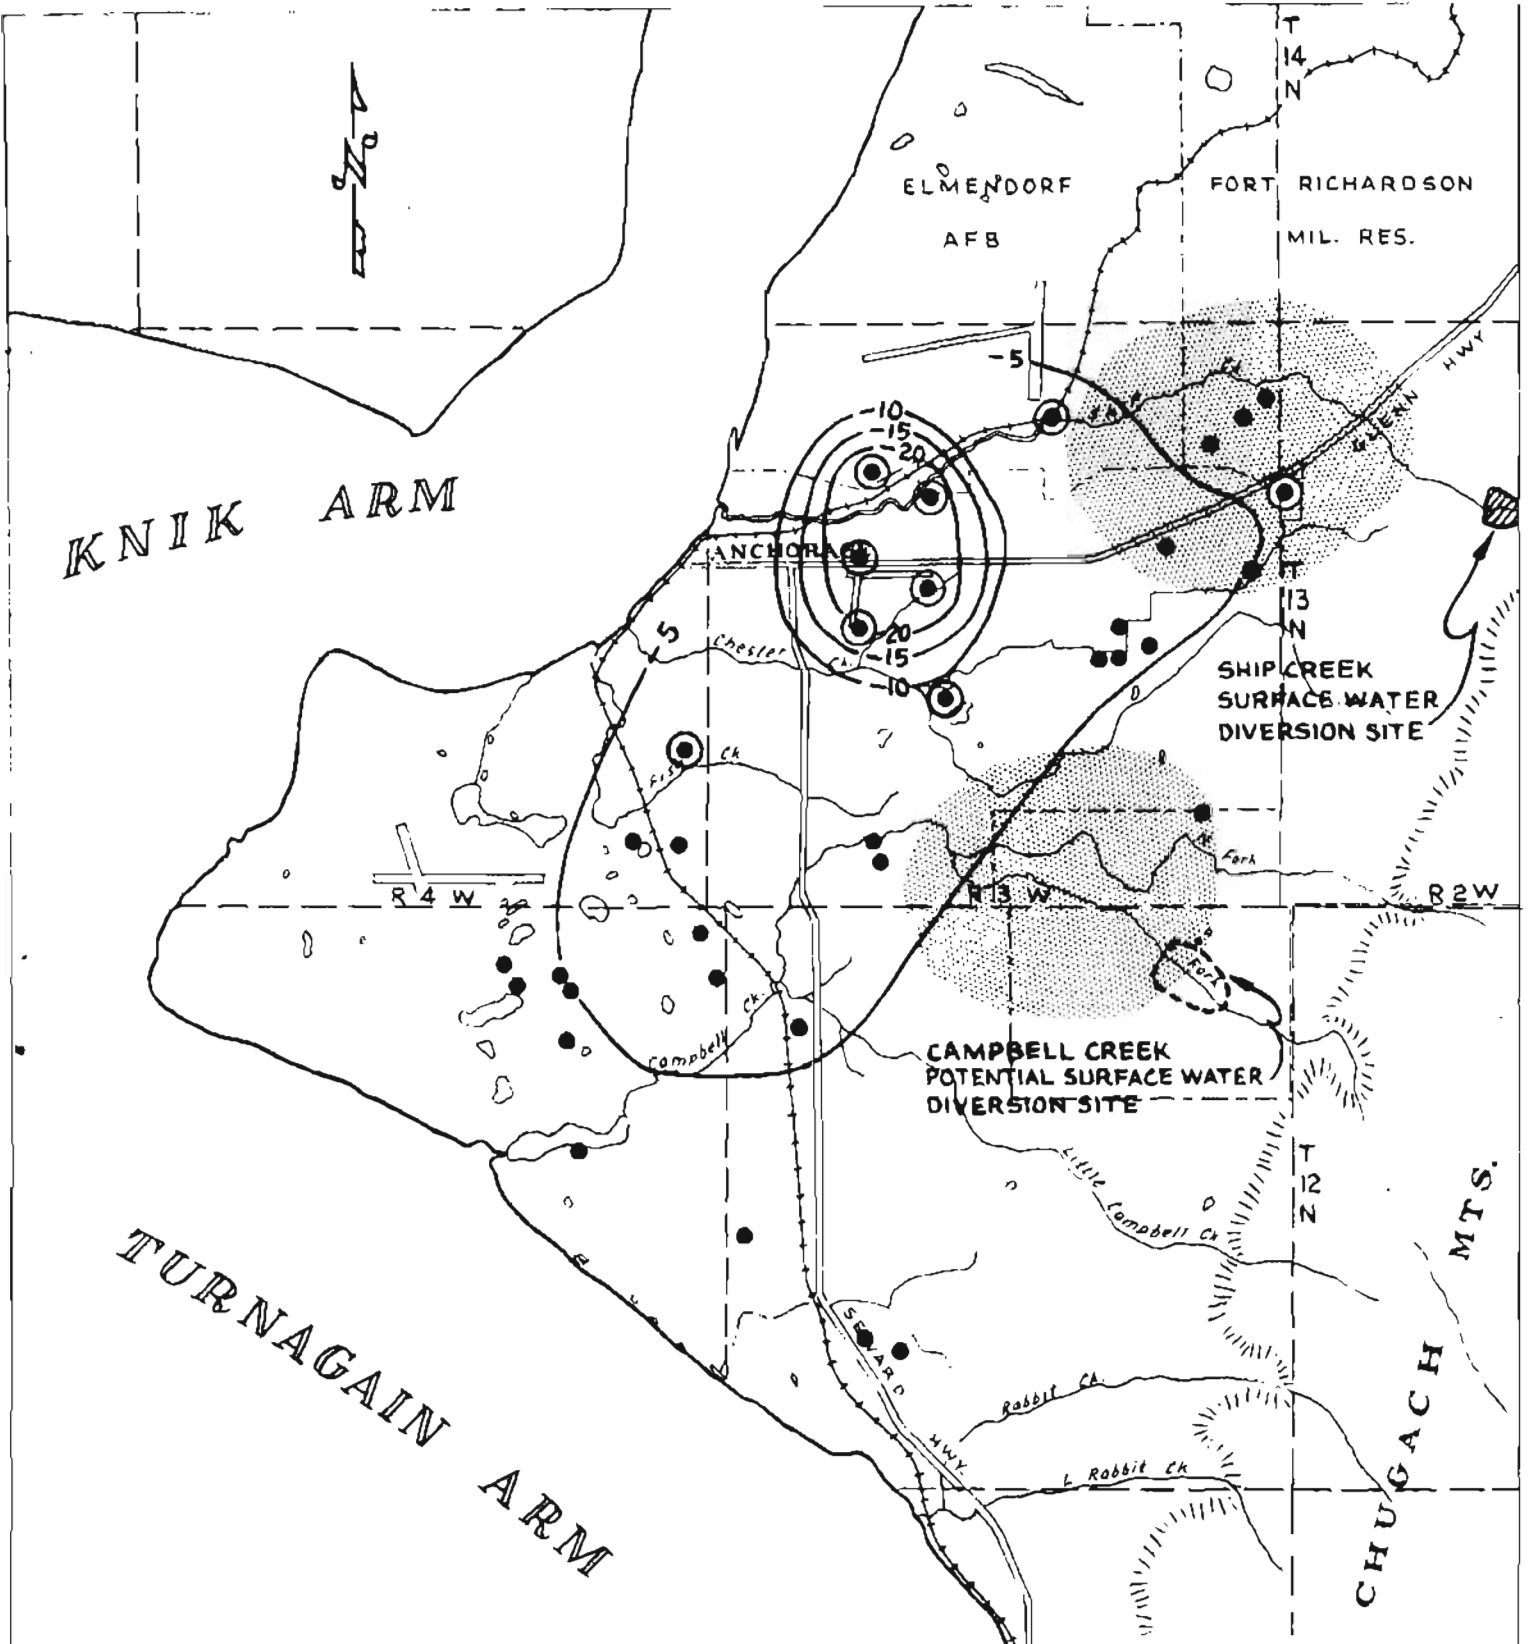 T
14
N
ELMENDORF
AFB
FORT RICHARDSON
MIL. RES.
N
-5
HWY
GLENN
Ck
-10
-15
-20
KNIK ARM
ANCHORAGE
T
13
N
-5
Chester
Ck.
-20
-15
-10
SHIP CREEK
SURFACE WATER
DIVERSION SITE
Fish Ck
N
Fork
R 4 W
R 3 W
R 2 W
Fork
Campbell
Ck.
CAMPBELL CREEK
POTENTIAL SURFACE WATER
DIVERSION SITE
T
12
N
Little
Campbell Ck
TURNAGAIN ARM
SEWARD
HWY.
Rabbit Ck.
L Rabbit Ck
CHUGACH MTS.